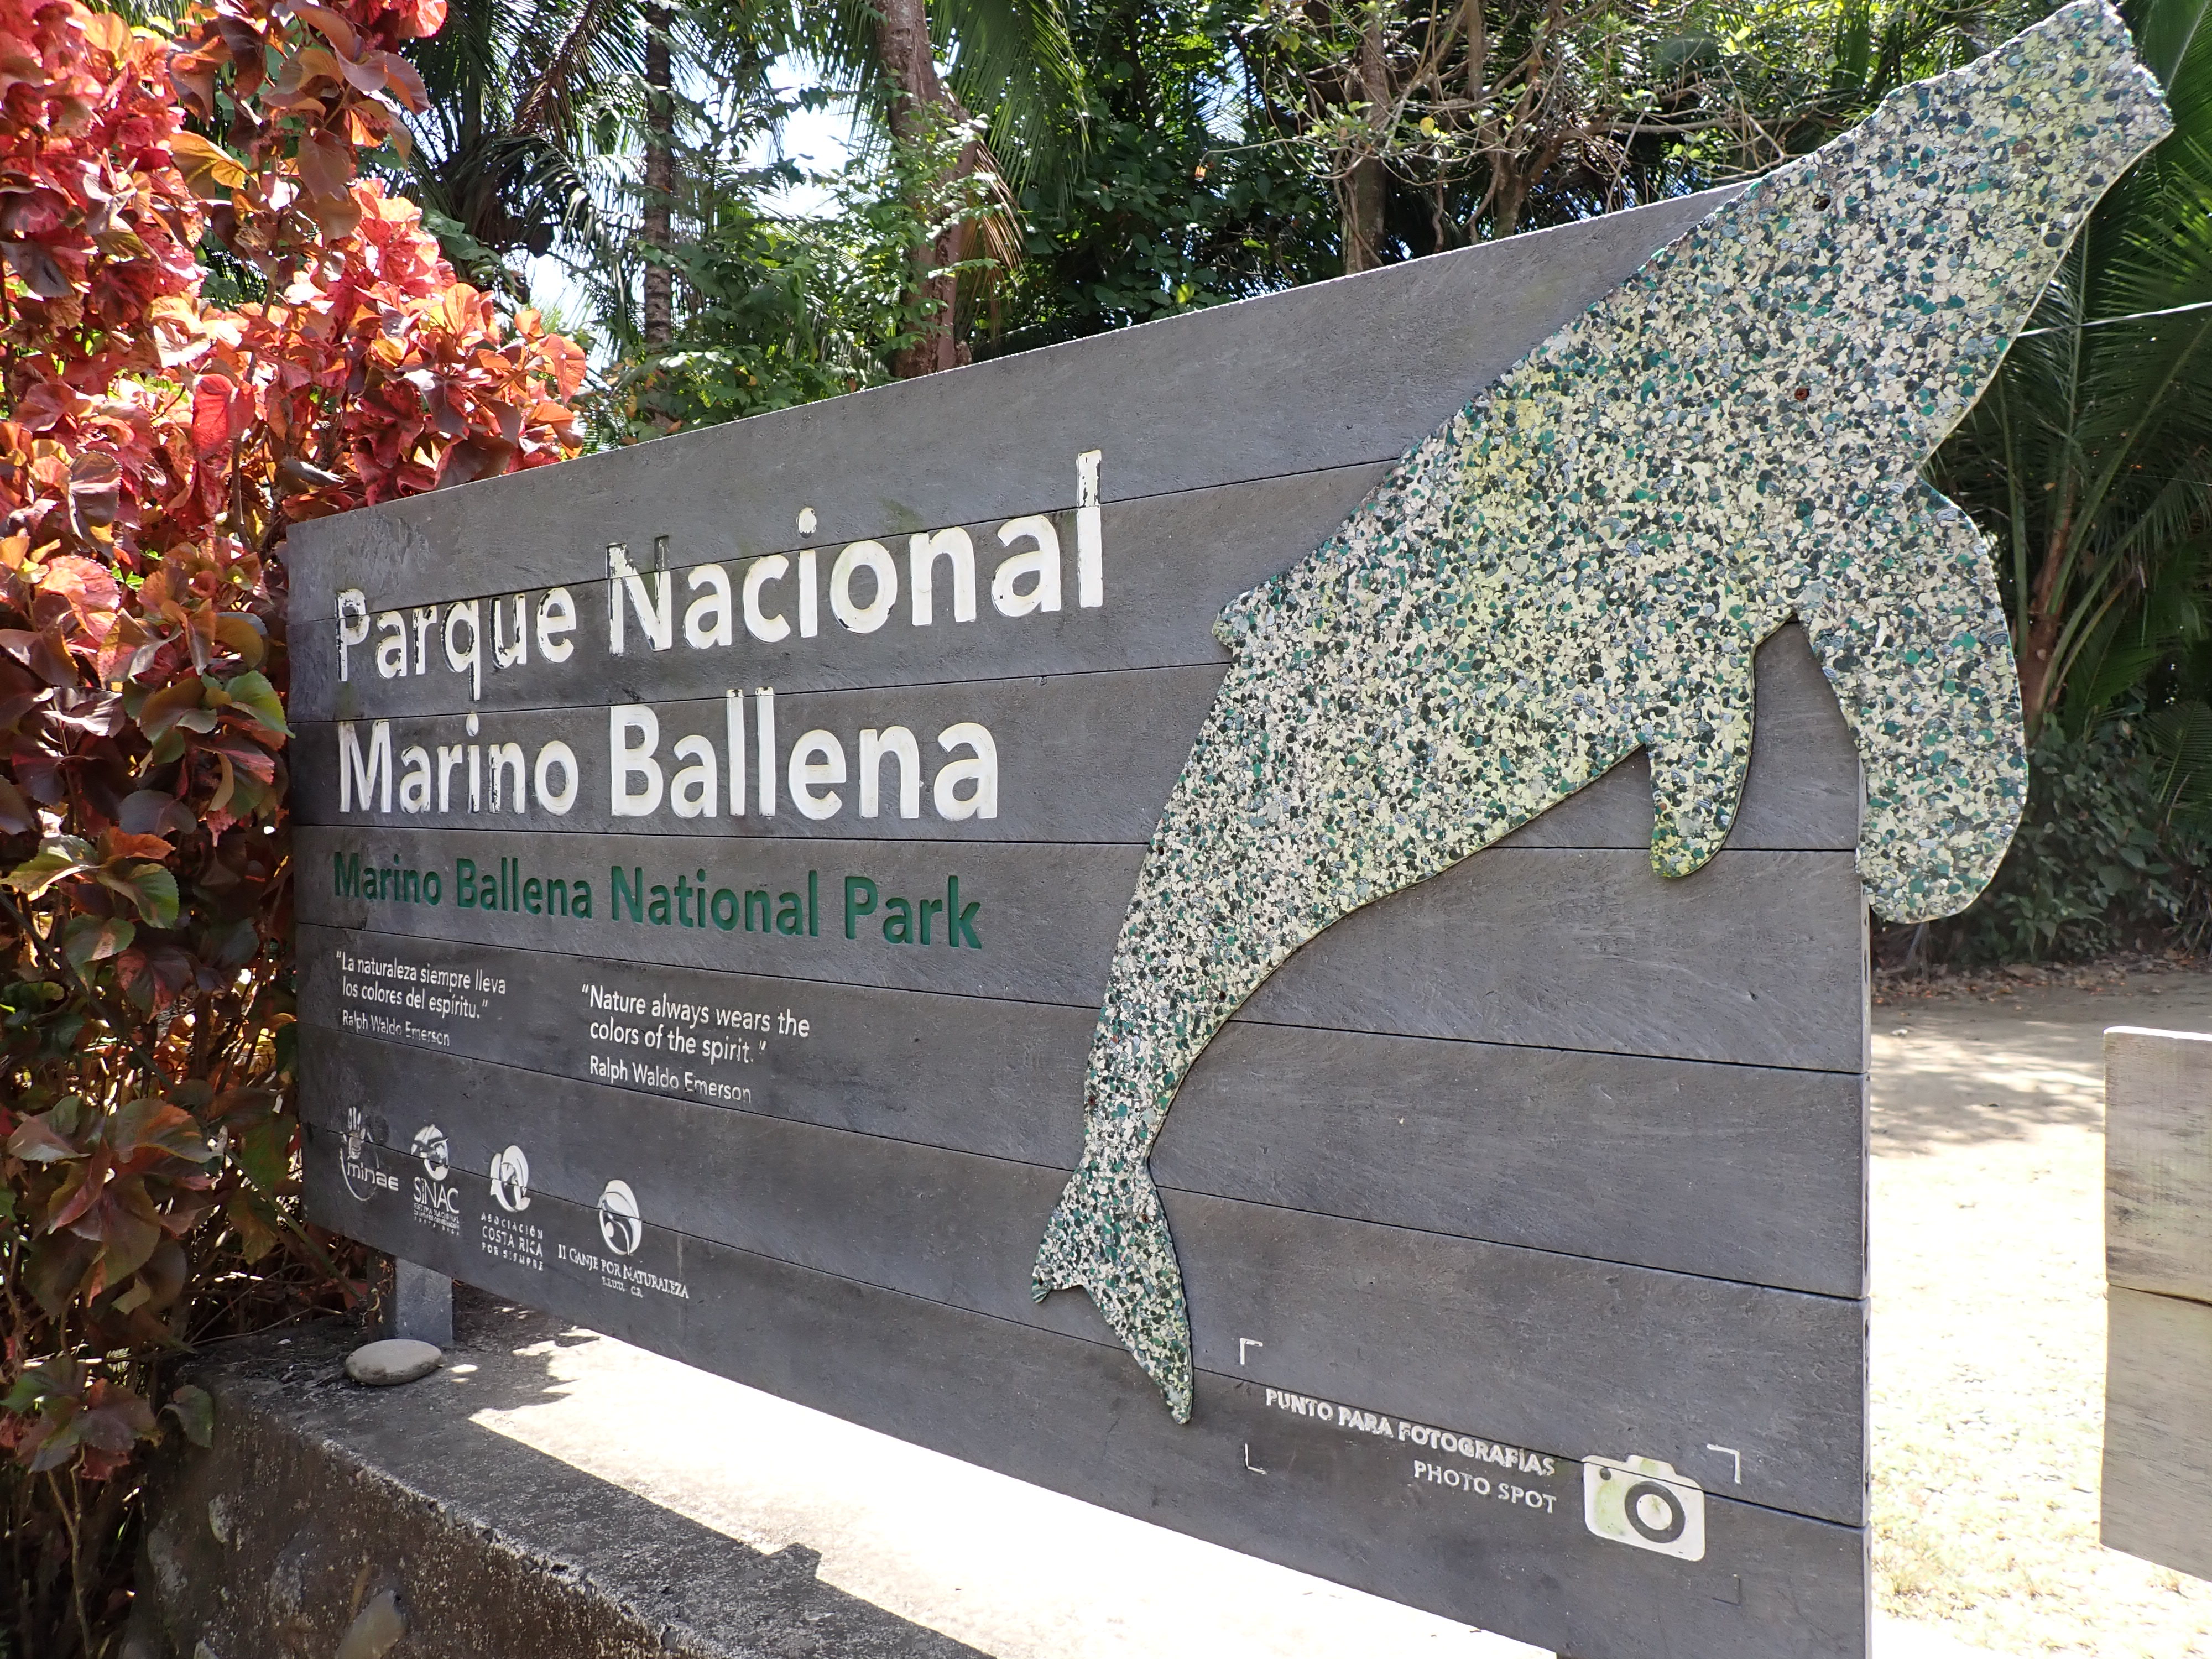 Parque Nacional
Marino Ballena
Marino Ballena National Park
"La naturaleza siempre lleva
los colores del espíritu."
Ralph Waldo Emerson
"Nature always wears the
colors of the spirit."
Ralph Waldo Emerson
minae
SiNAC
ASOCIACIÓN
COSTA RICA
POR SIEMPRE
II CANJE POR NATURALEZA
PUNTO PARA FOTOGRAFÍAS
PHOTO SPOT